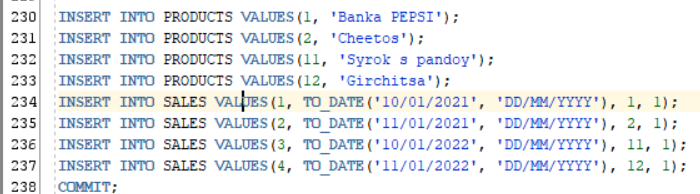 230 INSERT INTO PRODUCTS VALUES(1, 'Banka PEPSI');
231 INSERT INTO PRODUCTS VALUES(2, 'Cheetos');
232 INSERT INTO PRODUCTS VALUES(11, 'Syrok s pandoy');
233 INSERT INTO PRODUCTS VALUES(12, 'Girchitsa');
234 INSERT INTO SALES VALUES(1, TO_DATE('10/01/2021', 'DD/MM/YYYY'), 1, 1);
235 INSERT INTO SALES VALUES(2, TO_DATE('11/01/2021', 'DD/MM/YYYY'), 2, 1);
236 INSERT INTO SALES VALUES(3, TO_DATE('10/01/2022', 'DD/MM/YYYY'), 11, 1);
237 INSERT INTO SALES VALUES(4, TO_DATE('11/01/2022', 'DD/MM/YYYY'), 12, 1);
238 COMMIT;